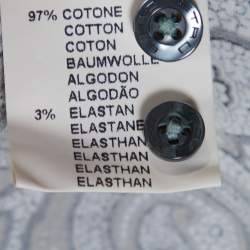 97% COTONE
COTTON
COTON
BAUMWOLLE
ALGODON
ALGODÃO
3% ELASTAN
ELASTANE
ELASTHAN
ELASTHAN
ELASTHAN
ELASTHAN